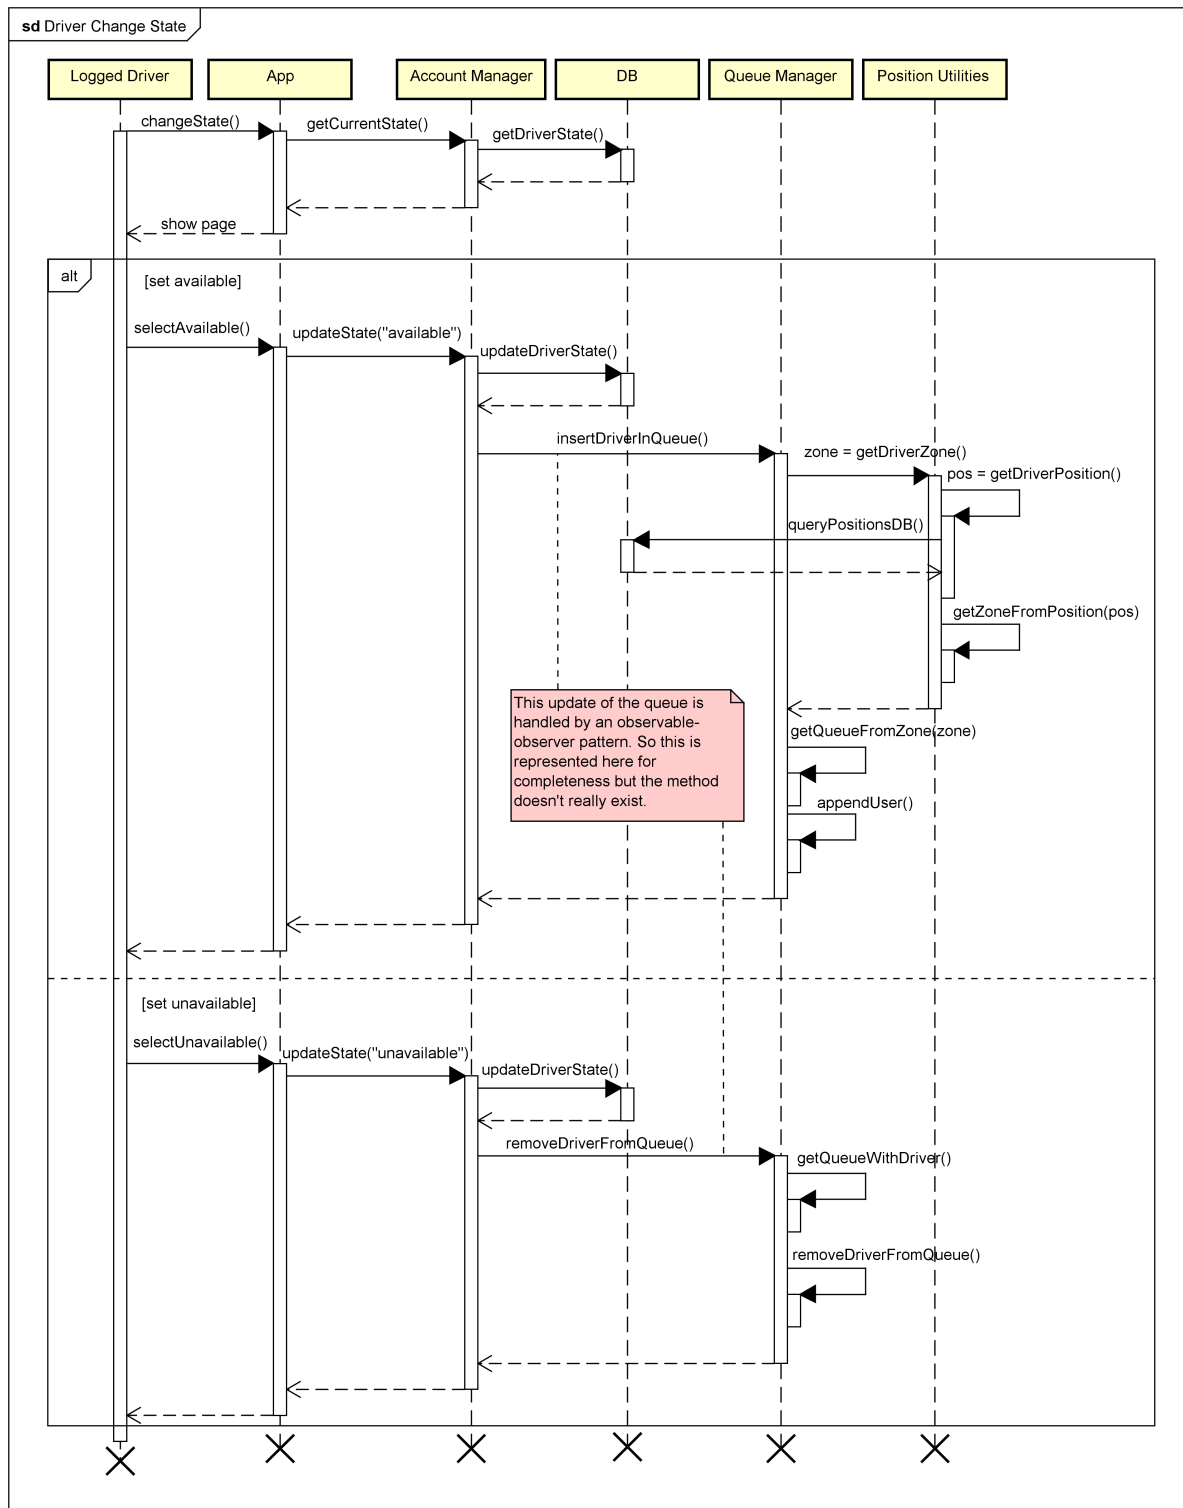 sd Driver Change State
Logged Driver
App
Account Manager
DB
Queue Manager
Position Utilities
changeState()
getCurrentState()
getDriverState()
show page
alt
[set available]
selectAvailable()
updateState("available")
updateDriverState()
insertDriverInQueue()
zone = getDriverZone()
pos = getDriverPosition()
queryPositionsDB()
getZoneFromPosition(pos)
This update of the queue is
handled by an observable-
observer pattern. So this is
represented here for
completeness but the method
doesn't really exist.
getQueueFromZone(zone)
appendUser()
[set unavailable]
selectUnavailable()
updateState("unavailable")
updateDriverState()
removeDriverFromQueue()
getQueueWithDriver()
removeDriverFromQueue()